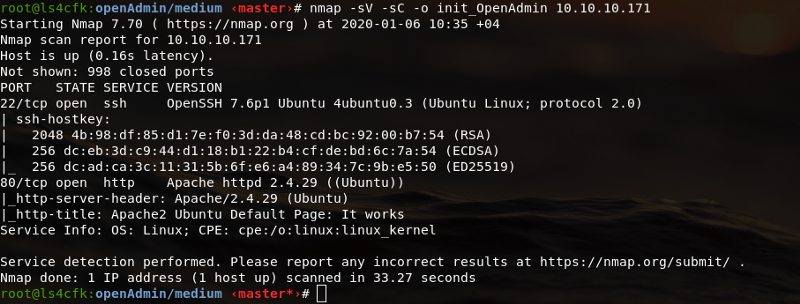 root@ls4cfk:openAdmin/medium ‹master›# nmap -sV -sC -o init_OpenAdmin 10.10.10.171
Starting Nmap 7.70 ( https://nmap.org ) at 2020-01-06 10:35 +04
Nmap scan report for 10.10.10.171
Host is up (0.16s latency).
Not shown: 998 closed ports
PORT   STATE SERVICE VERSION
22/tcp open  ssh     OpenSSH 7.6p1 Ubuntu 4ubuntu0.3 (Ubuntu Linux; protocol 2.0)
| ssh-hostkey:
|   2048 4b:98:df:85:d1:7e:f0:3d:da:48:cd:bc:92:00:b7:54 (RSA)
|   256 dc:eb:3d:c9:44:d1:18:b1:22:b4:cf:de:bd:6c:7a:54 (ECDSA)
|_  256 dc:ad:ca:3c:11:31:5b:6f:e6:a4:89:34:7c:9b:e5:50 (ED25519)
80/tcp open  http    Apache httpd 2.4.29 ((Ubuntu))
|_http-server-header: Apache/2.4.29 (Ubuntu)
|_http-title: Apache2 Ubuntu Default Page: It works
Service Info: OS: Linux; CPE: cpe:/o:linux:linux_kernel

Service detection performed. Please report any incorrect results at https://nmap.org/submit/ .
Nmap done: 1 IP address (1 host up) scanned in 33.27 seconds
root@ls4cfk:openAdmin/medium ‹master*›#